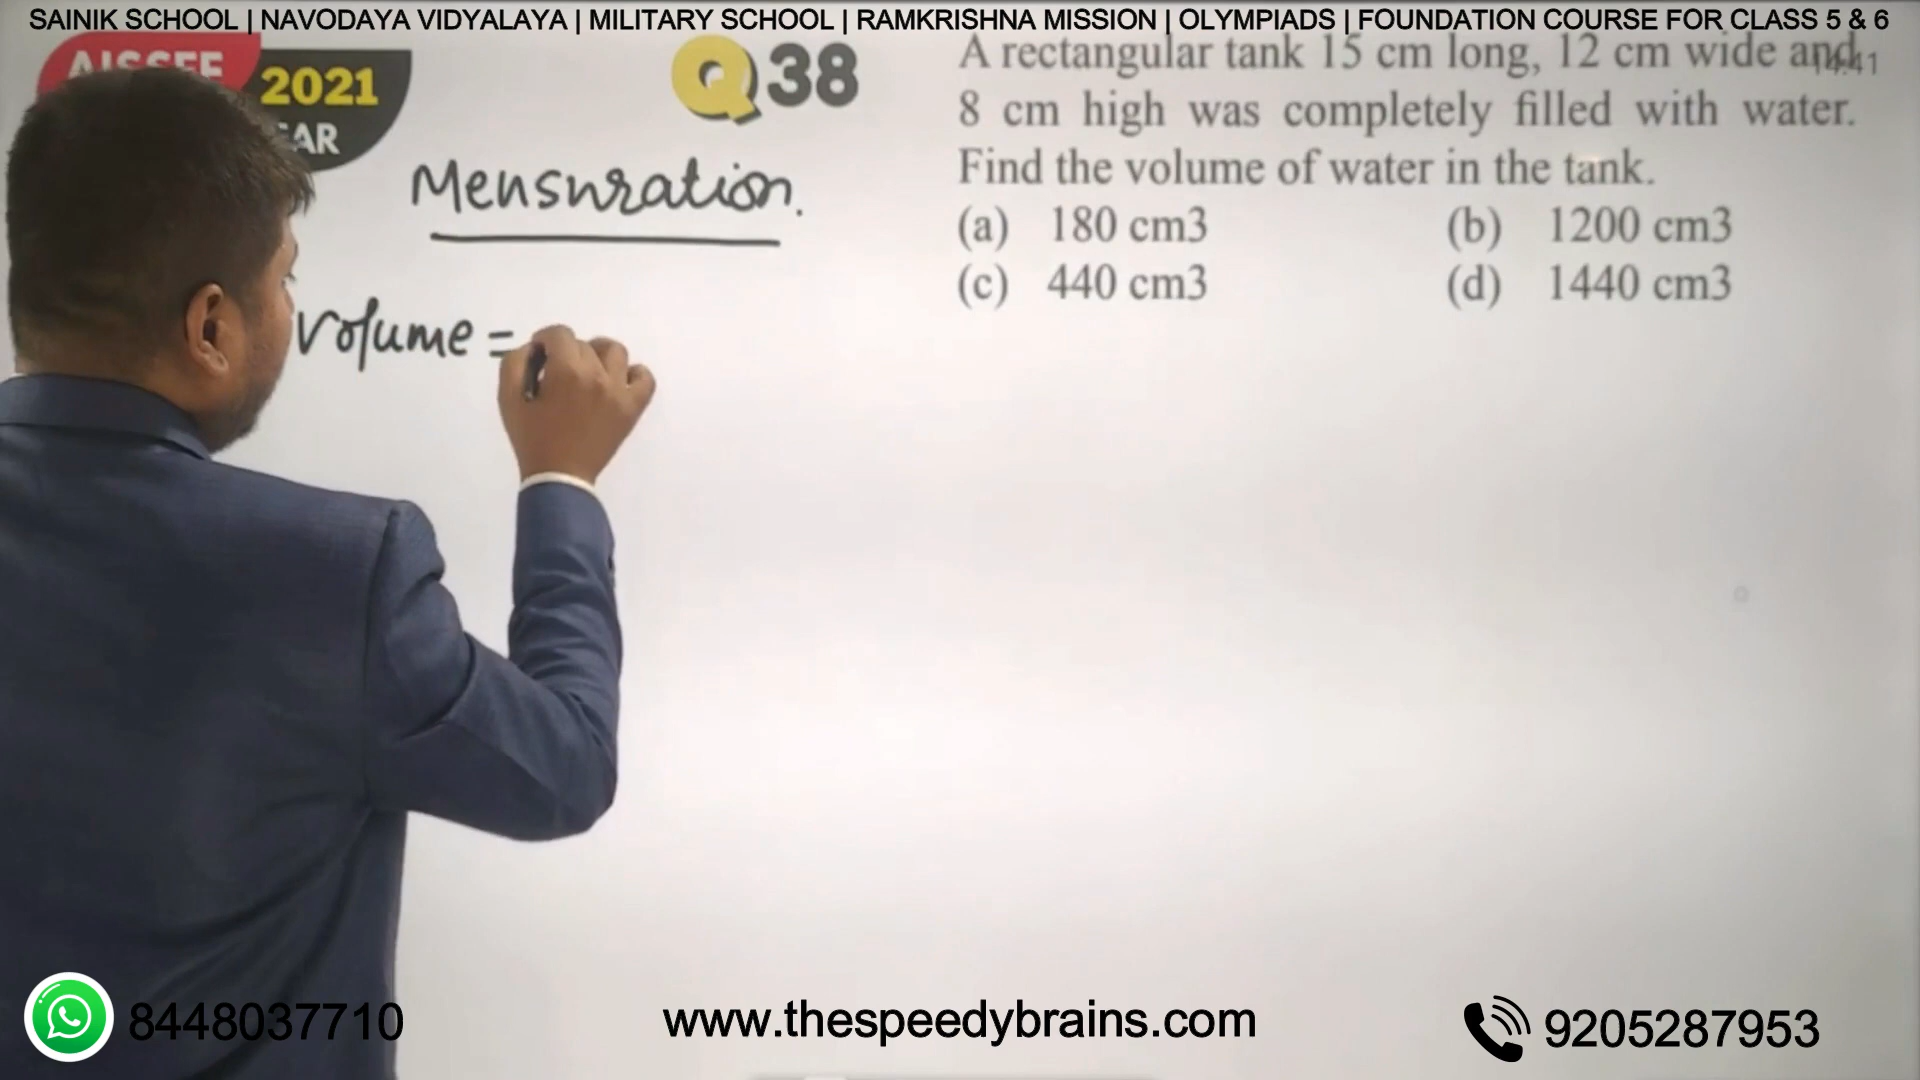 SAINIK SCHOOL | NAVODAYA VIDYALAYA | MILITARY SCHOOL | RAMKRISHNA MISSION | OLYMPIADS | FOUNDATION COURSE FOR CLASS 5 & 6
AISSEE 2021
Q 38
Mensuration.
Volume =
A rectangular tank 15 cm long, 12 cm wide and
8 cm high was completely filled with water.
Find the volume of water in the tank.
(a) 180 cm3 (b) 1200 cm3
(c) 440 cm3 (d) 1440 cm3
8448037710 www.thespeedybrains.com 9205287953